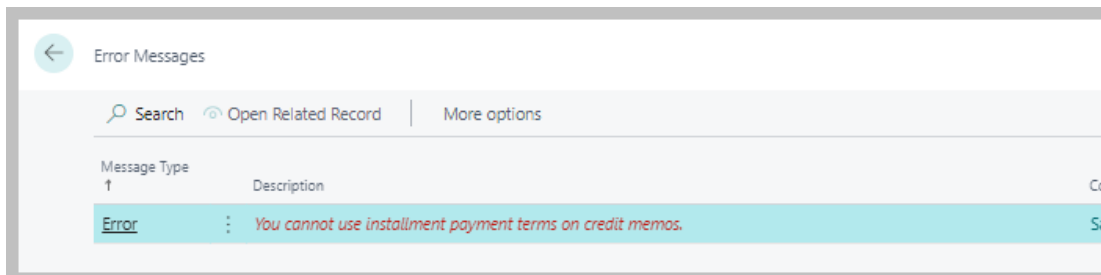 Error Messages
Search Open Related Record More options
Message Type
↑ Description
Error You cannot use installment payment terms on credit memos.